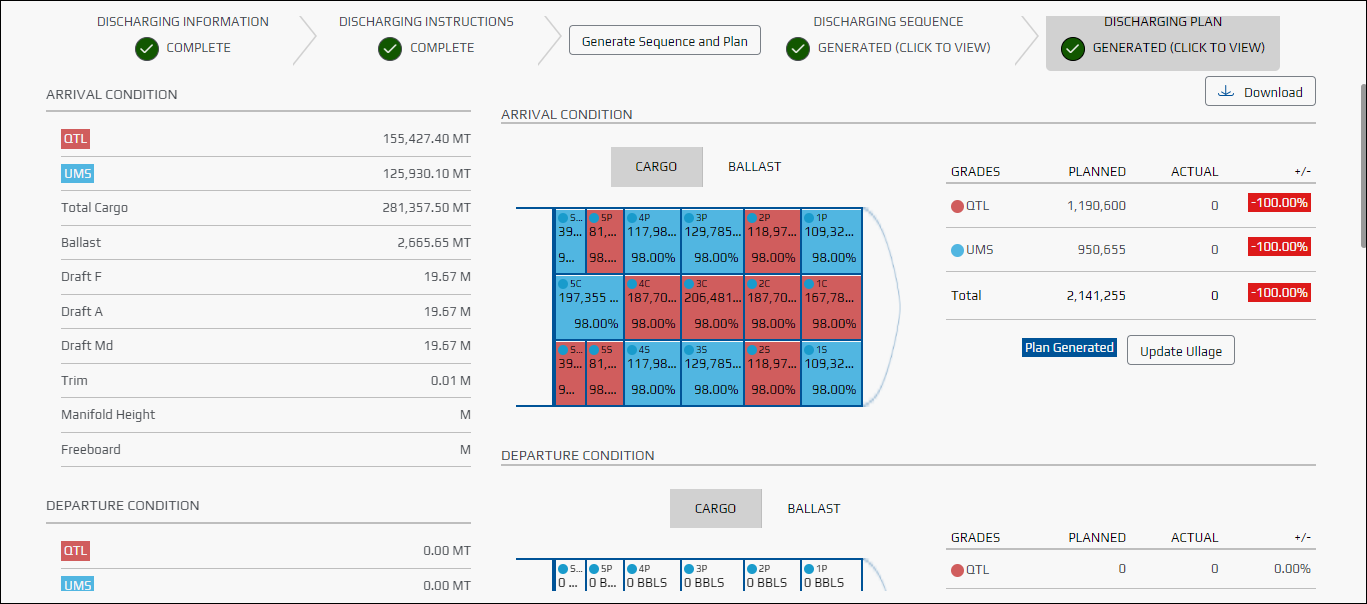 DISCHARGING INFORMATION
COMPLETE
DISCHARGING INSTRUCTIONS
COMPLETE
Generate Sequence and Plan
DISCHARGING SEQUENCE
GENERATED (CLICK TO VIEW)
DISCHARGING PLAN
GENERATED (CLICK TO VIEW)
Download
ARRIVAL CONDITION
QTL 155,427.40 MT
UMS 125,930.10 MT
Total Cargo 281,357.50 MT
Ballast 2,665.65 MT
Draft F 19.67 M
Draft A 19.67 M
Draft Md 19.67 M
Trim 0.01 M
Manifold Height M
Freeboard M
ARRIVAL CONDITION
CARGO BALLAST
S... 5P 4P 3P 2P 1P
39... 81,... 117,98... 129,785... 118,97... 109,32...
9... 98.... 98.00% 98.00% 98.00% 98.00%
5C 4C 3C 2C 1C
197,355 ... 187,70... 206,481... 187,70... 167,78...
98.00% 98.00% 98.00% 98.00% 98.00%
S... 5S 4S 3S 2S 1S
39... 81,... 117,98... 129,785... 118,97... 109,32...
9... 98.... 98.00% 98.00% 98.00% 98.00%
GRADES PLANNED ACTUAL +/-
QTL 1,190,600 0 -100.00%
UMS 950,655 0 -100.00%
Total 2,141,255 0 -100.00%
Plan Generated Update Ullage
DEPARTURE CONDITION
QTL 0.00 MT
UMS 0.00 MT
DEPARTURE CONDITION
CARGO BALLAST
S... 5P 4P 3P 2P 1P
0 ... 0 B... 0 BBLS 0 BBLS 0 BBLS 0 BBLS
GRADES PLANNED ACTUAL +/-
QTL 0 0 0.00%